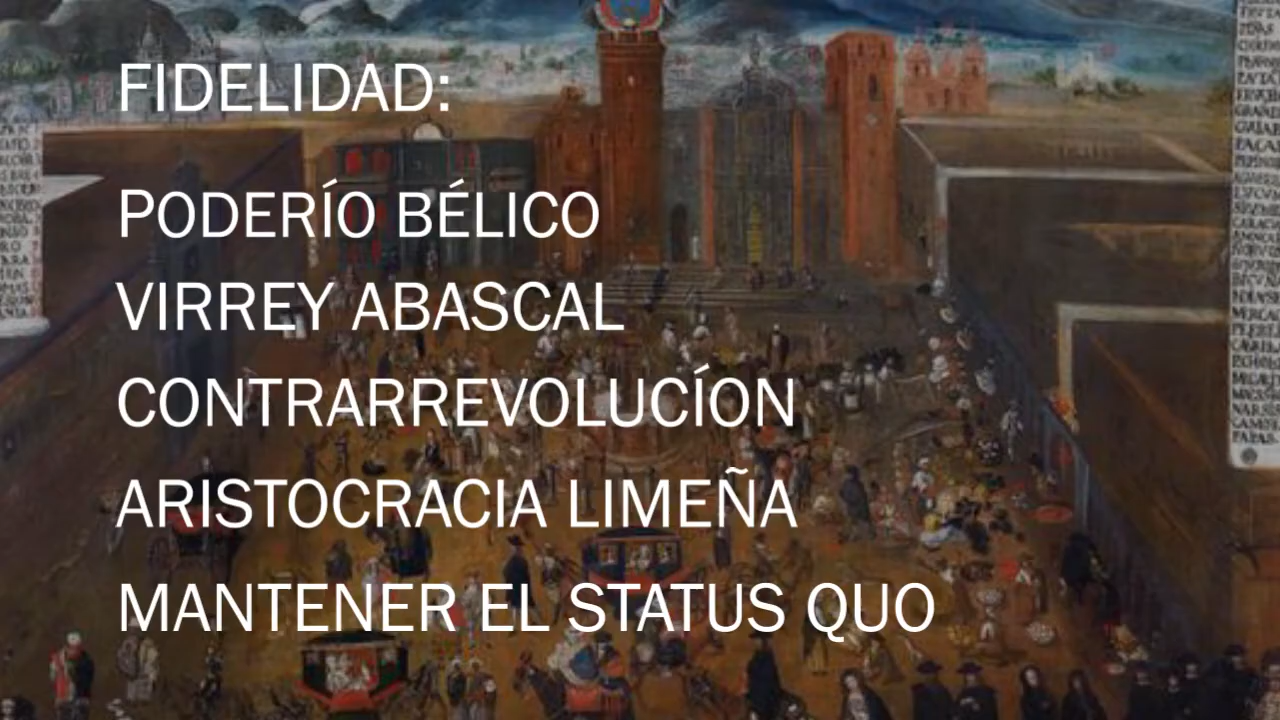 FIDELIDAD:
PODERÍO BÉLICO
VIRREY ABASCAL
CONTRARREVOLUCÍON
ARISTOCRACIA LIMEÑA
MANTENER EL STATUS QUO